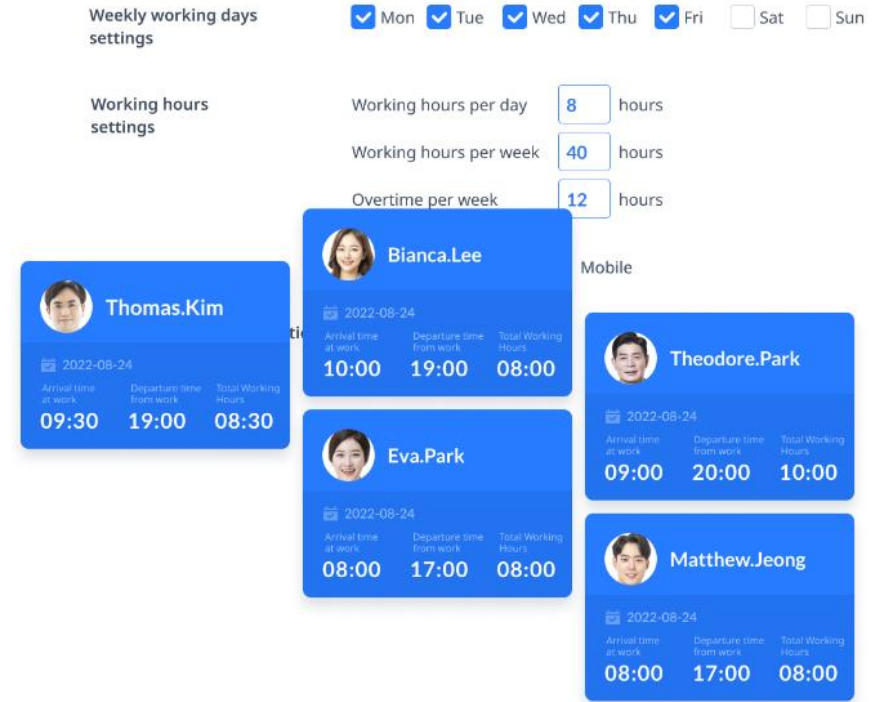 Weekly working days
settings
Mon Tue Wed Thu Fri Sat Sun
Working hours
settings
Working hours per day 8 hours
Working hours per week 40 hours
Overtime per week 12 hours
Mobile
Thomas.Kim
2022-08-24
Arrival time
at work
Departure time
from work
Total Working
Hours
09:30 19:00 08:30
Bianca.Lee
2022-08-24
Arrival time
at work
Departure time
from work
Total Working
Hours
10:00 19:00 08:00
Eva.Park
2022-08-24
Arrival time
at work
Departure time
from work
Total Working
Hours
08:00 17:00 08:00
Theodore.Park
2022-08-24
Arrival time
at work
Departure time
from work
Total Working
Hours
09:00 20:00 10:00
Matthew.Jeong
2022-08-24
Arrival time
at work
Departure time
from work
Total Working
Hours
08:00 17:00 08:00